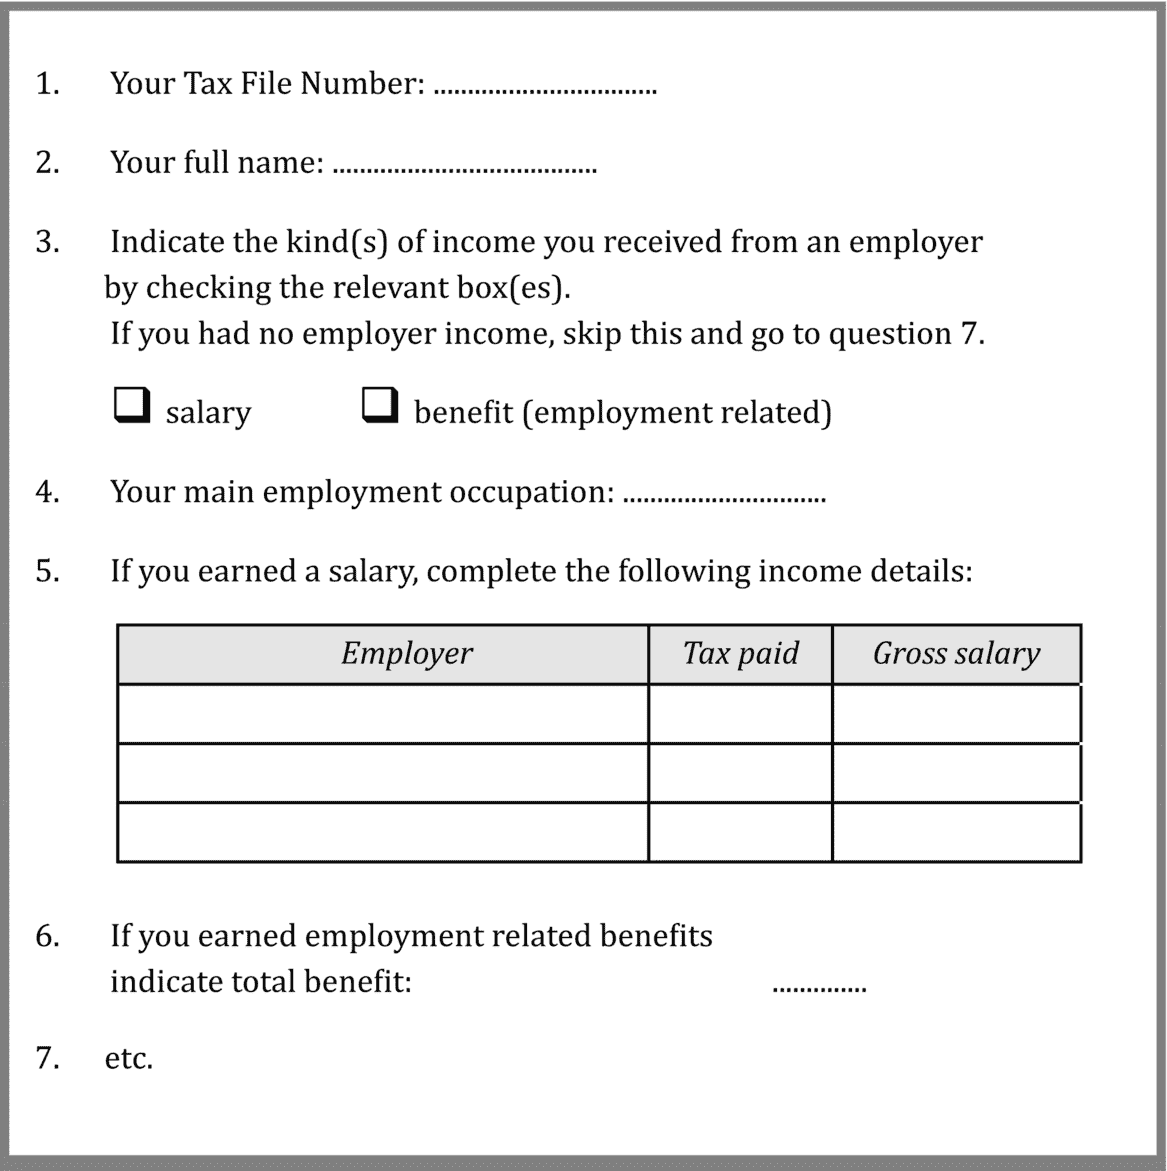 1. Your Tax File Number: .................................
2. Your full name: .......................................
3. Indicate the kind(s) of income you received from an employer
by checking the relevant box(es).
If you had no employer income, skip this and go to question 7.
❑ salary ❑ benefit (employment related)
4. Your main employment occupation: ..............................
5. If you earned a salary, complete the following income details:
Employer Tax paid Gross salary
6. If you earned employment related benefits
indicate total benefit: ..............
7. etc.